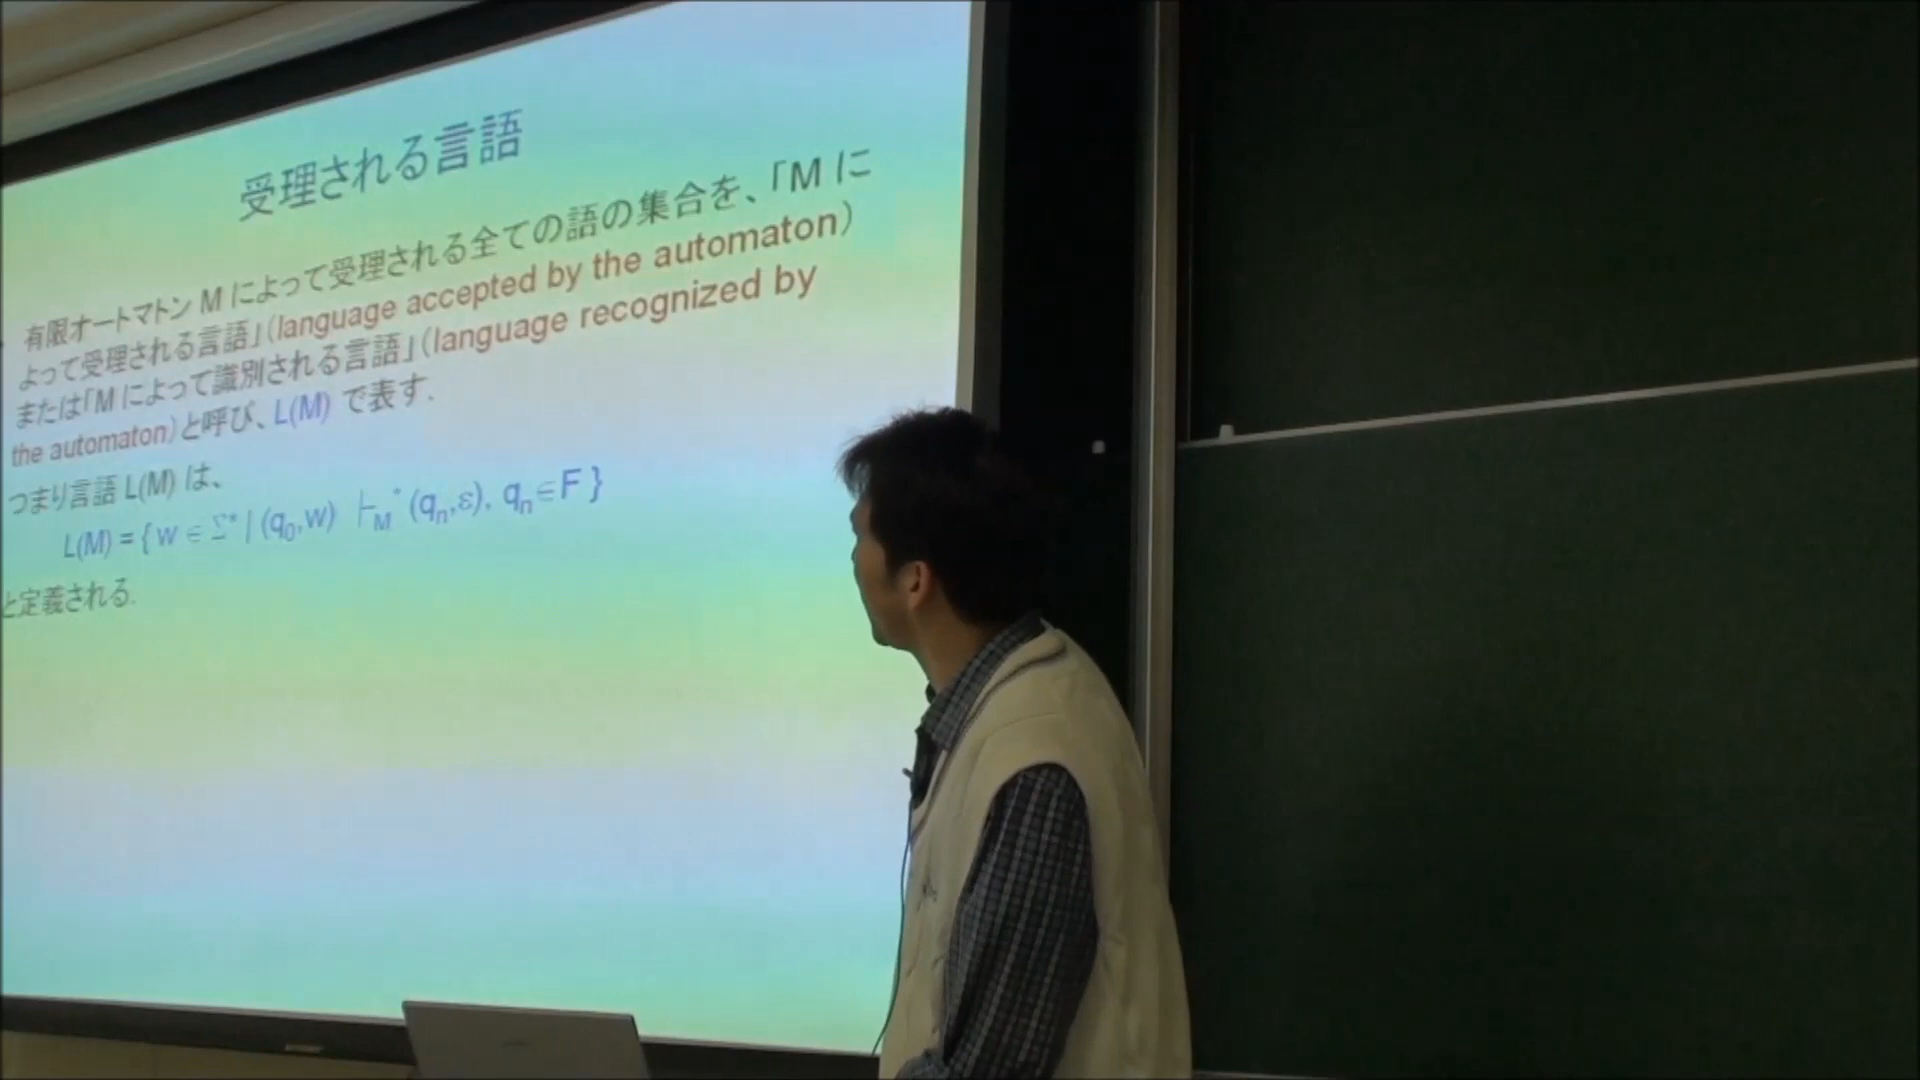 受理される言語
有限オートマトン M によって受理される全ての語の集合を、「M に
よって受理される言語」（language accepted by the automaton）
または「M によって識別される言語」（language recognized by
the automaton）と呼び、L(M) で表す.
つまり言語 L(M) は、
L(M) = { w ∈ Σ* | (q₀,w) ⊢M* (qₙ,ε), qₙ∈F }
と定義される.